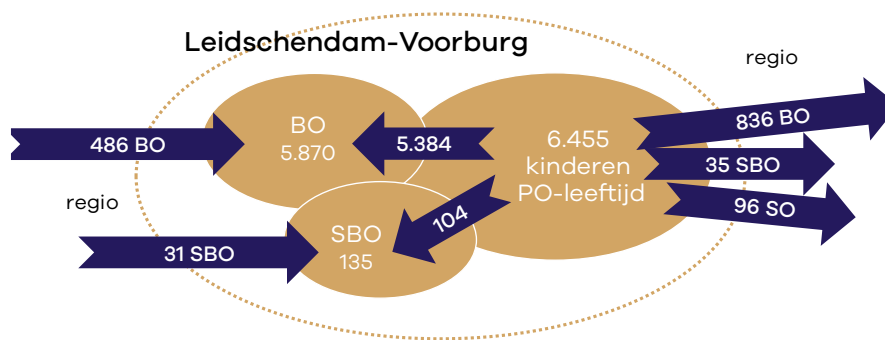 Leidschendam-Voorburg
regio
836 BO
486 BO
BO
5.870
5.384
6.455
kinderen
PO-leeftijd
35 SBO
96 SO
regio
104
SBO
135
31 SBO